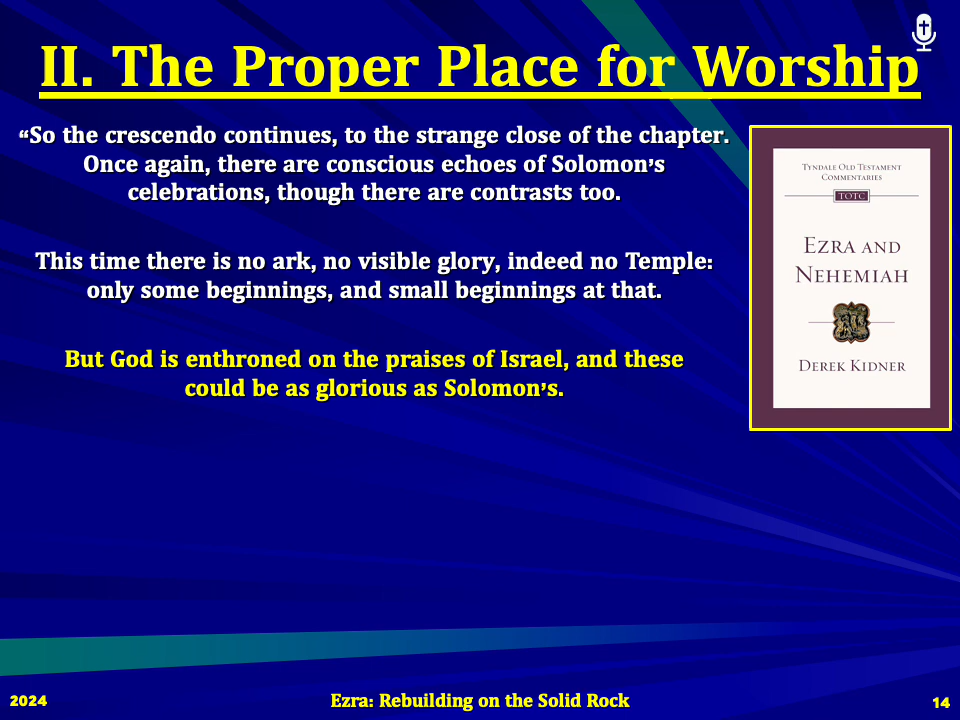 II. The Proper Place for Worship
“So the crescendo continues, to the strange close of the chapter.
Once again, there are conscious echoes of Solomon’s
celebrations, though there are contrasts too.
This time there is no ark, no visible glory, indeed no Temple:
only some beginnings, and small beginnings at that.
But God is enthroned on the praises of Israel, and these
could be as glorious as Solomon’s.
Tyndale Old Testament
Commentaries
TOTC
Ezra and
Nehemiah
Derek Kidner
2024
Ezra: Rebuilding on the Solid Rock
14